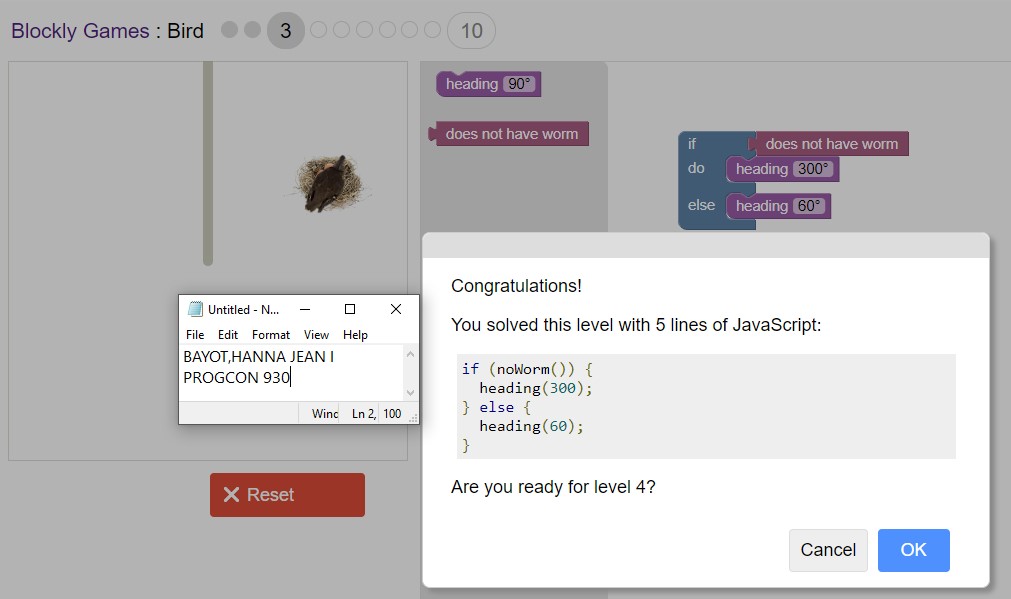 Blockly Games : Bird 3 10
heading 90°
does not have worm
if does not have worm
do heading 300°
else heading 60°
Untitled - N...
File Edit Format View Help
BAYOT,HANNA JEAN I
PROGCON 930
Wind Ln 2, 100
Reset
Congratulations!
You solved this level with 5 lines of JavaScript:
if (noWorm()) {
  heading(300);
} else {
  heading(60);
}
Are you ready for level 4?
Cancel OK